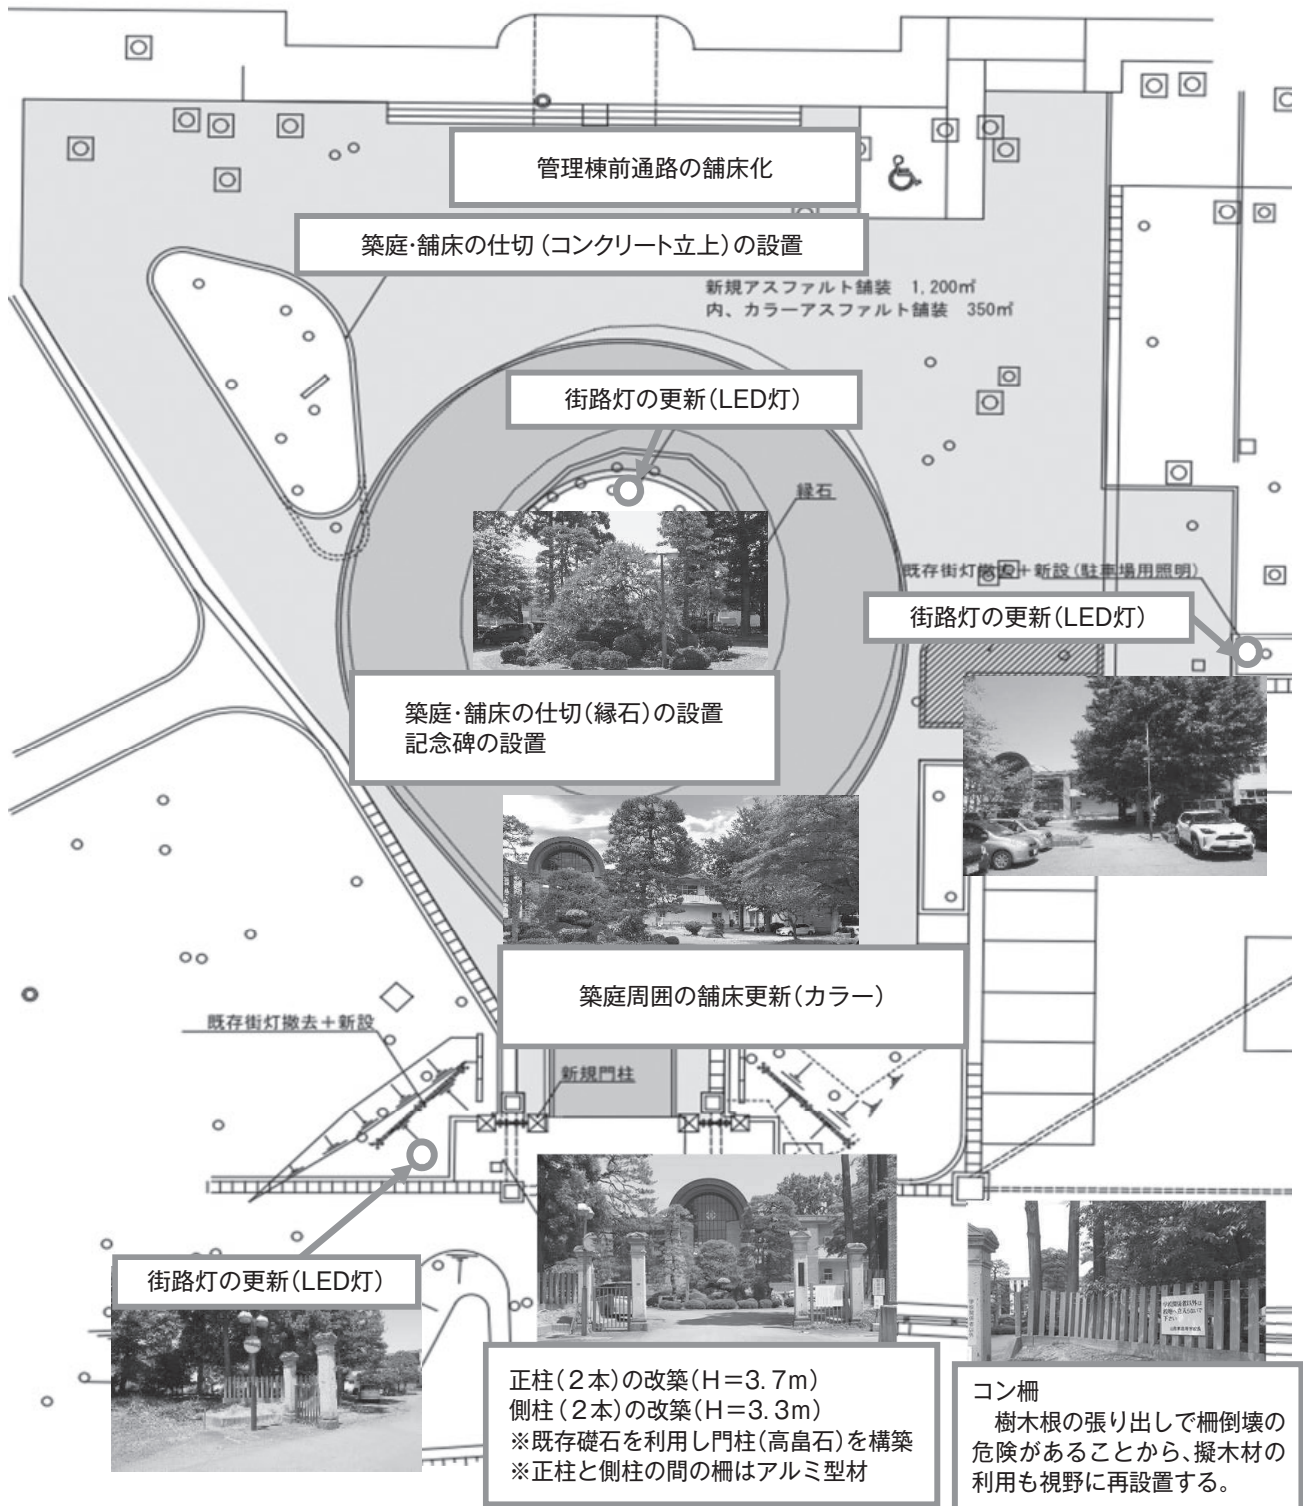 管理棟前通路の舗床化
築庭・舗床の仕切(コンクリート立上)の設置
新規アスファルト舗装 1,200㎡
内、カラーアスファルト舗装 350㎡
街路灯の更新(LED灯)
縁石
既存街灯撤去+新設(駐車場用照明)
街路灯の更新(LED灯)
築庭・舗床の仕切(縁石)の設置
記念碑の設置
築庭周囲の舗床更新(カラー)
既存街灯撤去+新設
新規門柱
街路灯の更新(LED灯)
正柱(2本)の改築(H=3.7m)
側柱(2本)の改築(H=3.3m)
※既存礎石を利用し門柱(高畠石)を構築
※正柱と側柱の間の柵はアルミ型材
コン柵
樹木根の張り出しで柵倒壊の
危険があることから、擬木材の
利用も視野に再設置する。